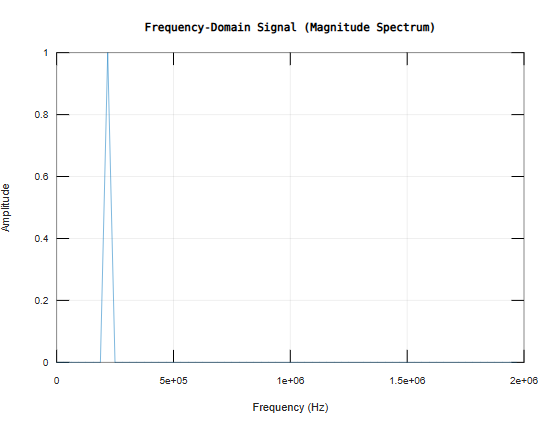 Frequency-Domain Signal (Magnitude Spectrum)
1
0.8
0.6
0.4
0.2
0
Amplitude
0 5e+05 1e+06 1.5e+06 2e+06
Frequency (Hz)